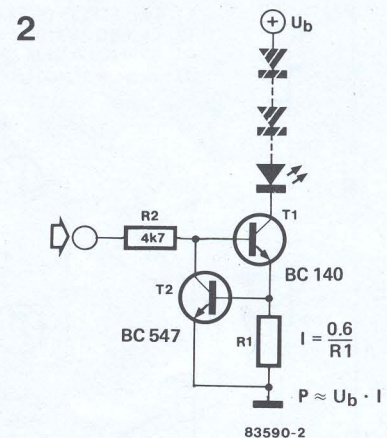 2
+ Ub
T1
R2
4k7
BC 140
T2
BC 547
R1
I = 0.6 / R1
P ≈ Ub · I
83590-2